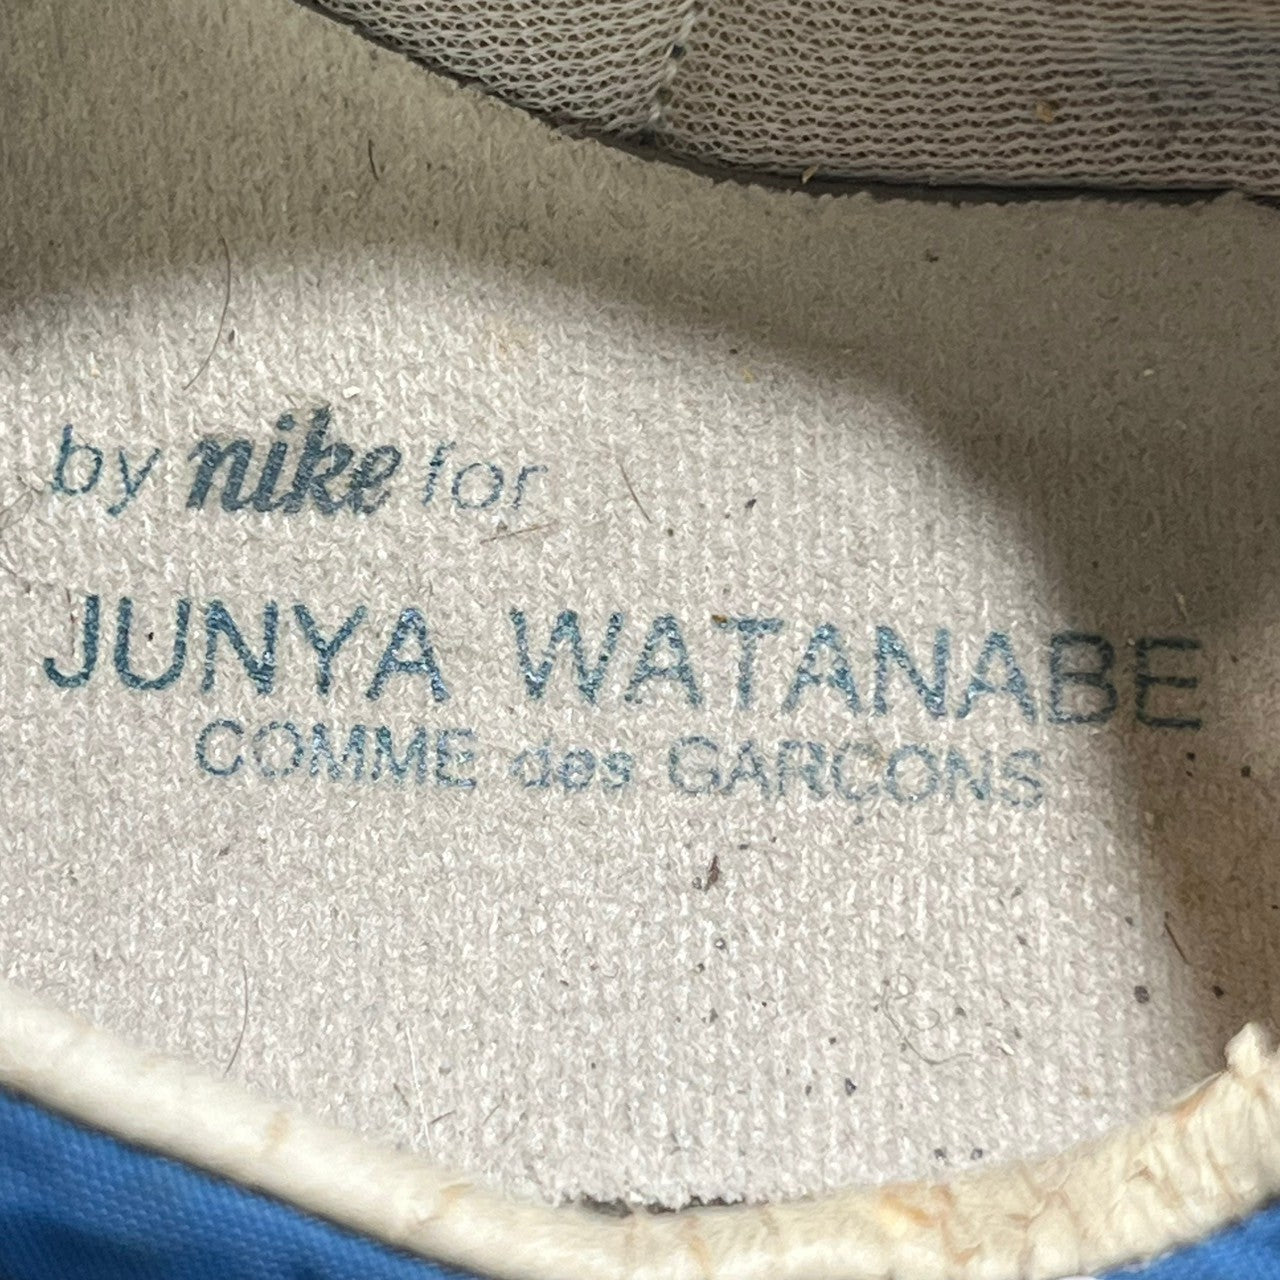 by nike for
JUNYA WATANABE
COMME des GARCONS